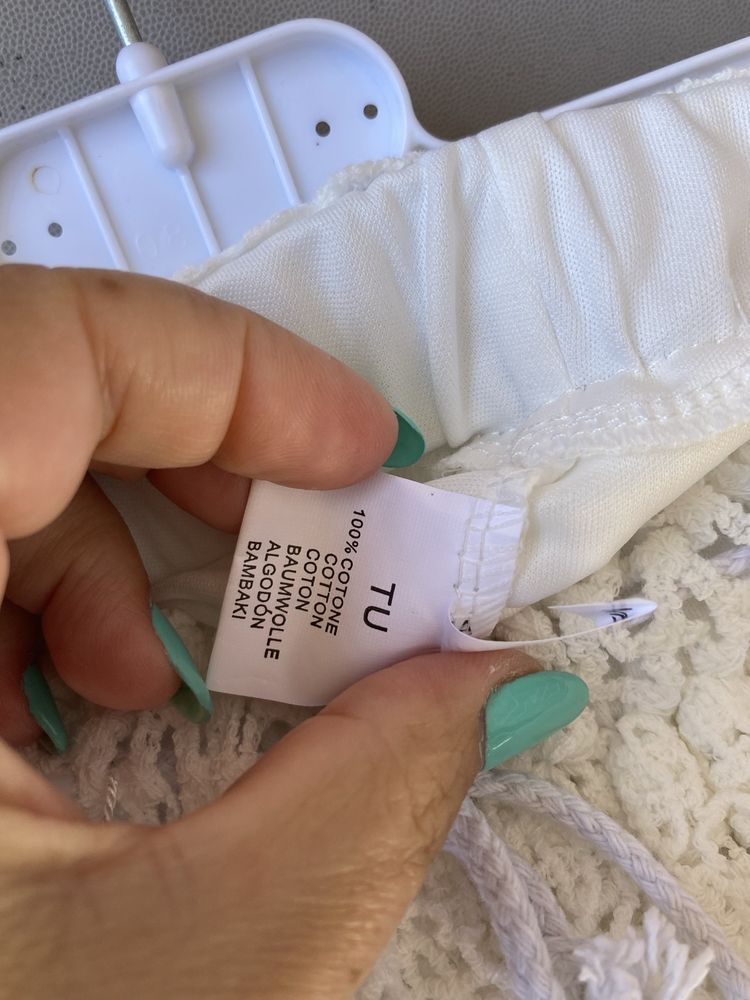 TU
100% COTONE
COTTON
COTON
BAUMWOLLE
ALGODÓN
BAMBAKI